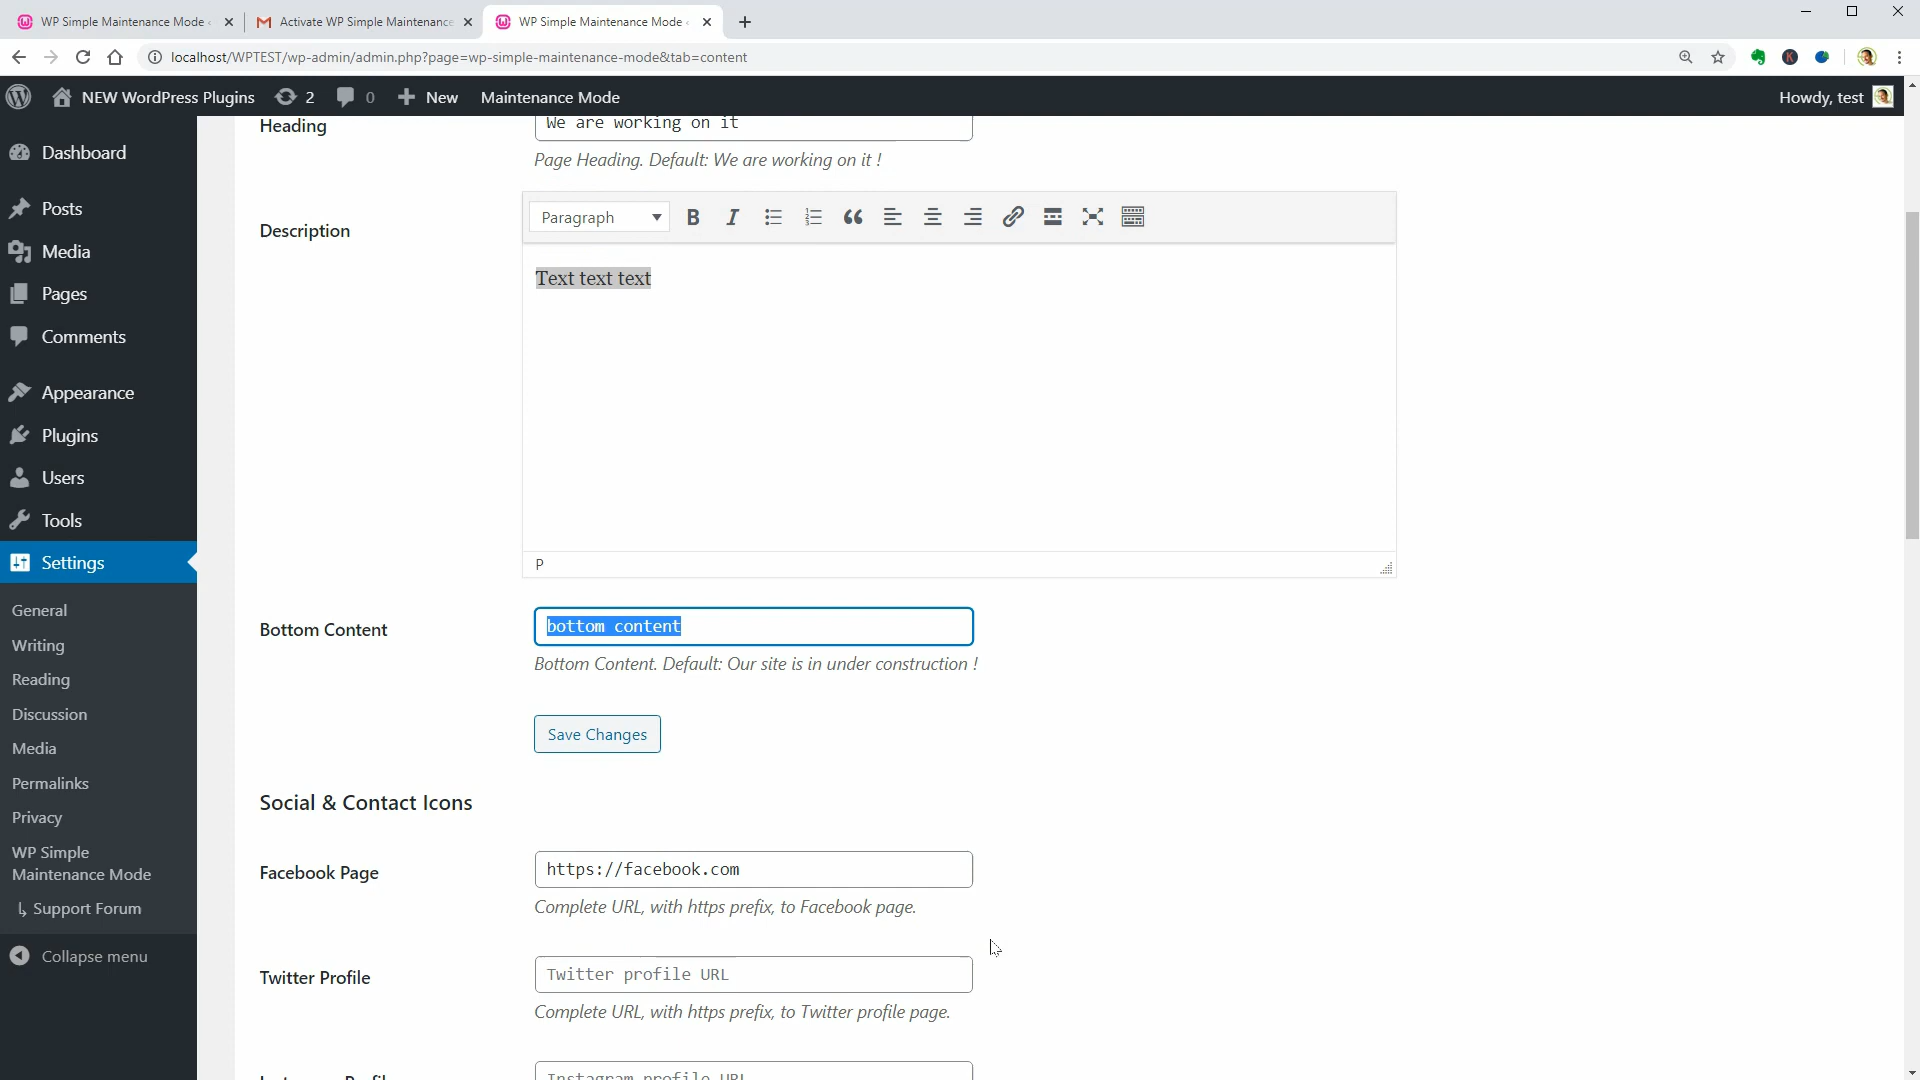 WP Simple Maintenance Mode
Activate WP Simple Maintenance
WP Simple Maintenance Mode
localhost/WPTEST/wp-admin/admin.php?page=wp-simple-maintenance-mode&tab=content
NEW WordPress Plugins 2 0 New Maintenance Mode Howdy, test
Dashboard
Posts
Media
Pages
Comments
Appearance
Plugins
Users
Tools
Settings
General
Writing
Reading
Discussion
Media
Permalinks
Privacy
WP Simple
Maintenance Mode
↳ Support Forum
Collapse menu
Heading
We are working on it
Page Heading. Default: We are working on it !
Description
Paragraph
Text text text
P
Bottom Content
bottom content
Bottom Content. Default: Our site is in under construction !
Save Changes
Social & Contact Icons
Facebook Page
https://facebook.com
Complete URL, with https prefix, to Facebook page.
Twitter Profile
Twitter profile URL
Complete URL, with https prefix, to Twitter profile page.
Instagram profile URL